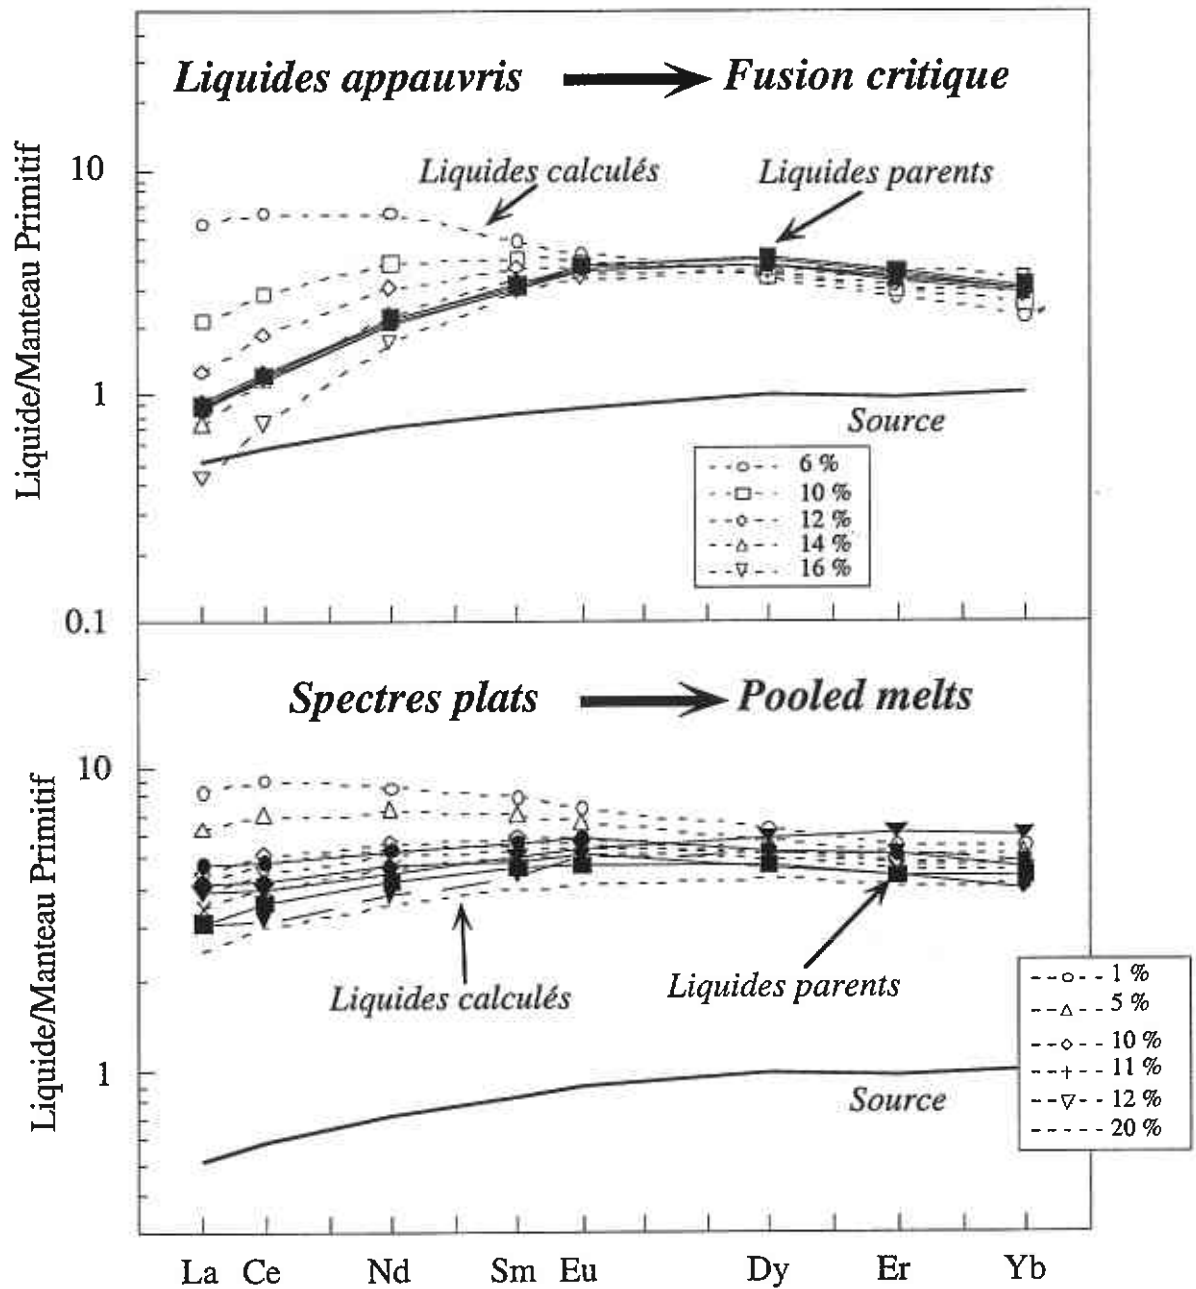 Liquides appauvris Fusion critique
Liquide/Manteau Primitif
10
1
0.1
Liquides calculés
Liquides parents
Source
6 %
10 %
12 %
14 %
16 %
Spectres plats Pooled melts
Liquide/Manteau Primitif
10
1
Liquides calculés
Liquides parents
Source
1 %
5 %
10 %
11 %
12 %
20 %
La Ce Nd Sm Eu Dy Er Yb